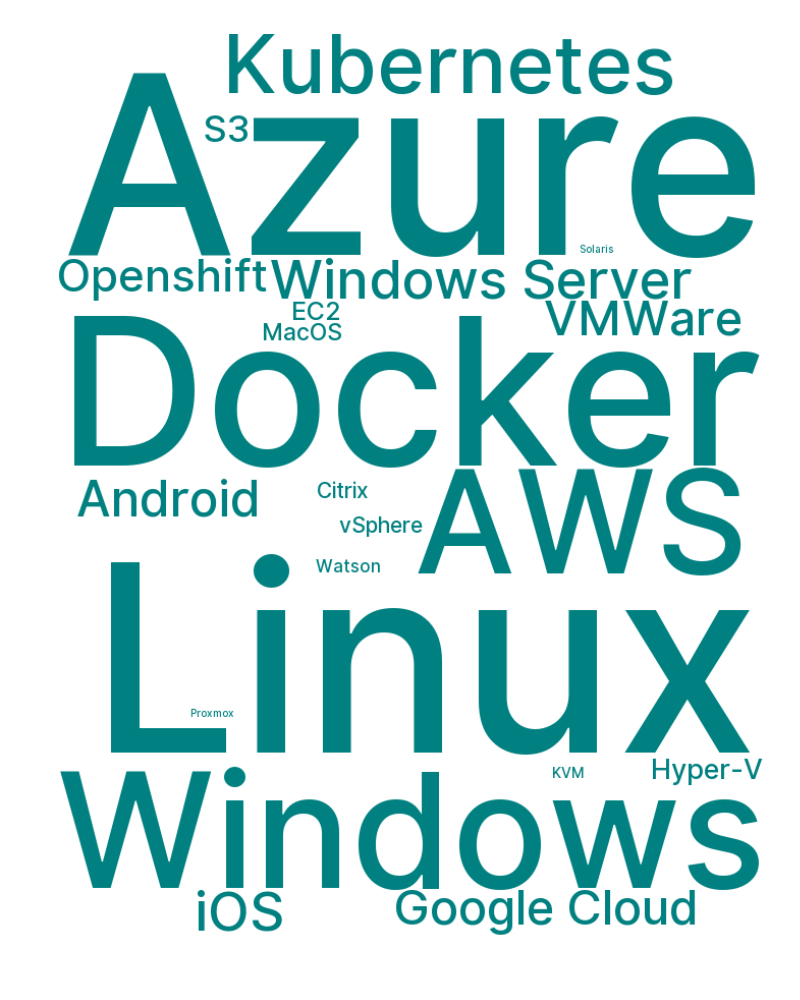 Kubernetes
Azure
S3
Solaris
Openshift
Windows Server
EC2
VMWare
MacOS
Docker
Android
Citrix
AWS
vSphere
Watson
Linux
Proxmox
Hyper-V
KVM
Windows
iOS
Google Cloud